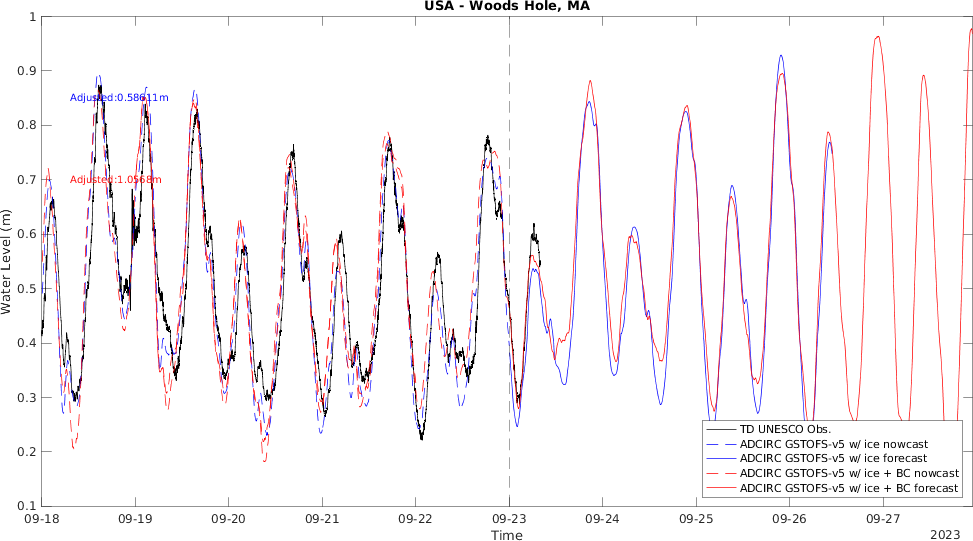 USA - Woods Hole, MA
1
0.9
0.8
0.7
0.6
0.5
0.4
0.3
0.2
0.1
Water Level (m)
Adjusted:0.58611m
Adjusted:1.0568m
TD UNESCO Obs.
ADCIRC GSTOFS-v5 w/ ice nowcast
ADCIRC GSTOFS-v5 w/ ice forecast
ADCIRC GSTOFS-v5 w/ ice + BC nowcast
ADCIRC GSTOFS-v5 w/ ice + BC forecast
09-18 09-19 09-20 09-21 09-22 09-23 09-24 09-25 09-26 09-27
Time
2023